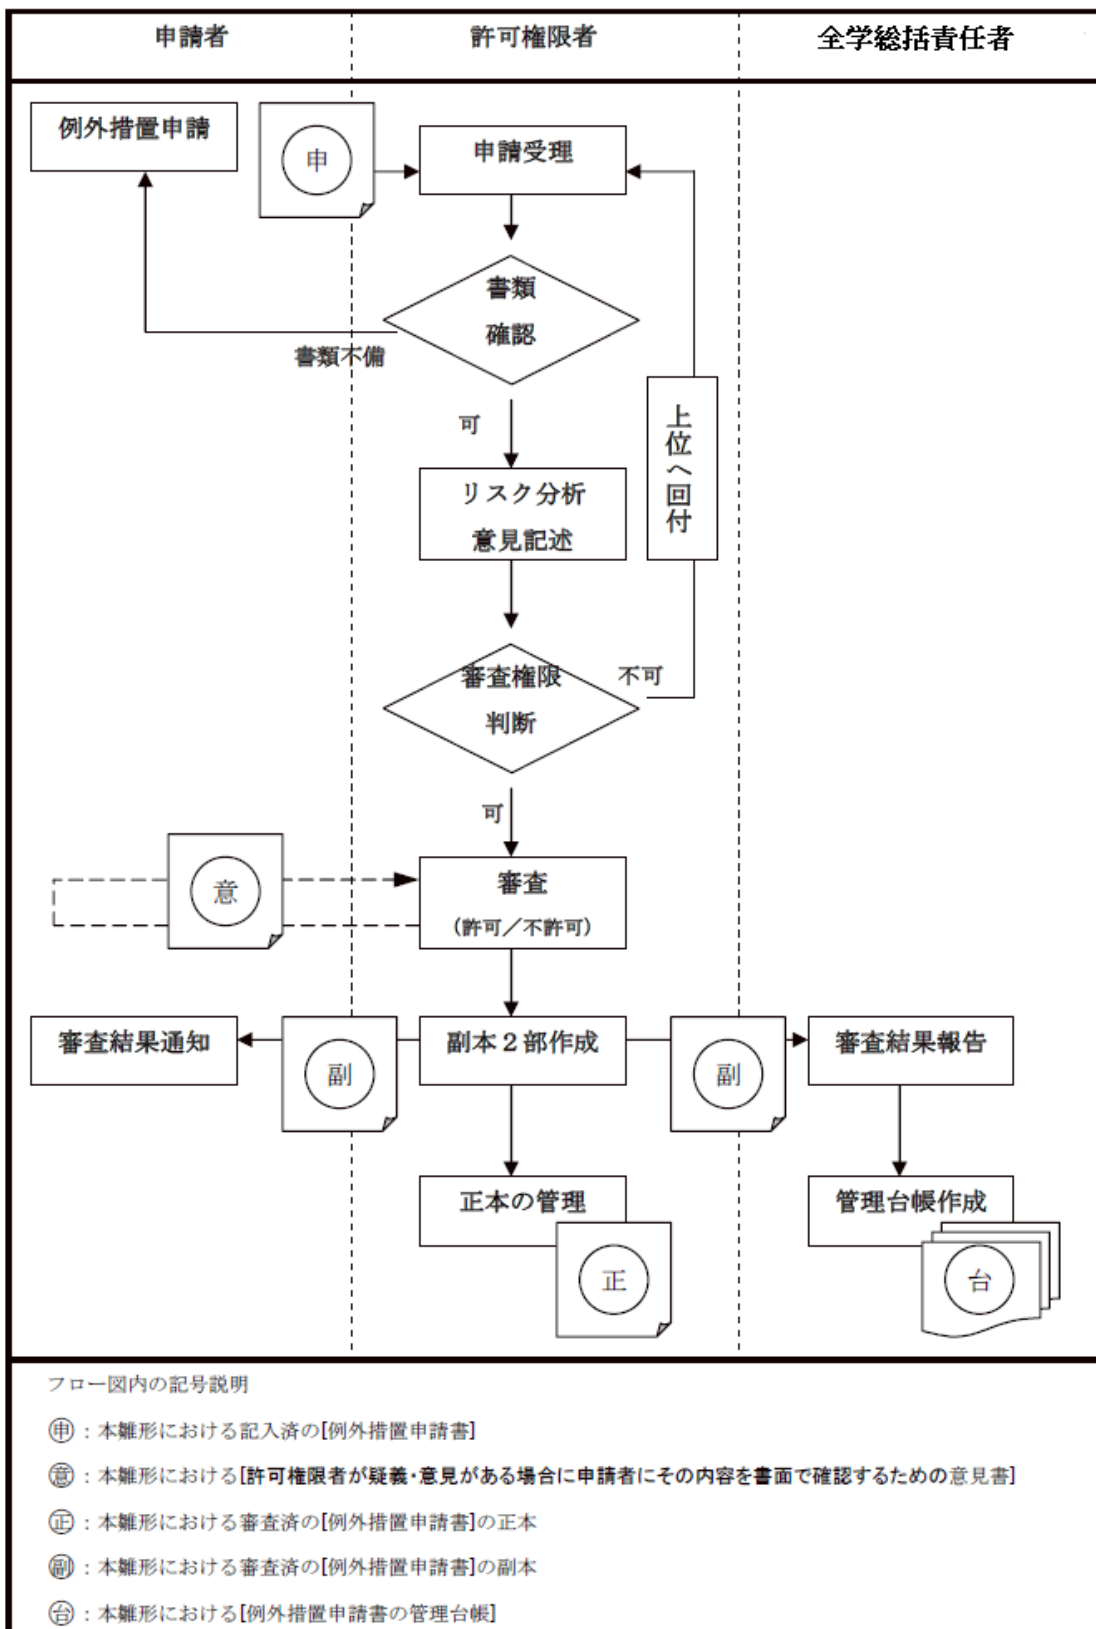 申請者
許可権限者
全学総括責任者
例外措置申請
申
申請受理
書類
確認
書類不備
可
上位へ回付
リスク分析
意見記述
審査権限
判断
不可
可
意
審査
(許可／不許可)
審査結果通知
副
副本２部作成
副
審査結果報告
正本の管理
正
管理台帳作成
台
フロー図内の記号説明
㊥：本雛形における記入済の[例外措置申請書]
意：本雛形における[許可権限者が疑義・意見がある場合に申請者にその内容を書面で確認するための意見書]
正：本雛形における審査済の[例外措置申請書]の正本
副：本雛形における審査済の[例外措置申請書]の副本
台：本雛形における[例外措置申請書の管理台帳]